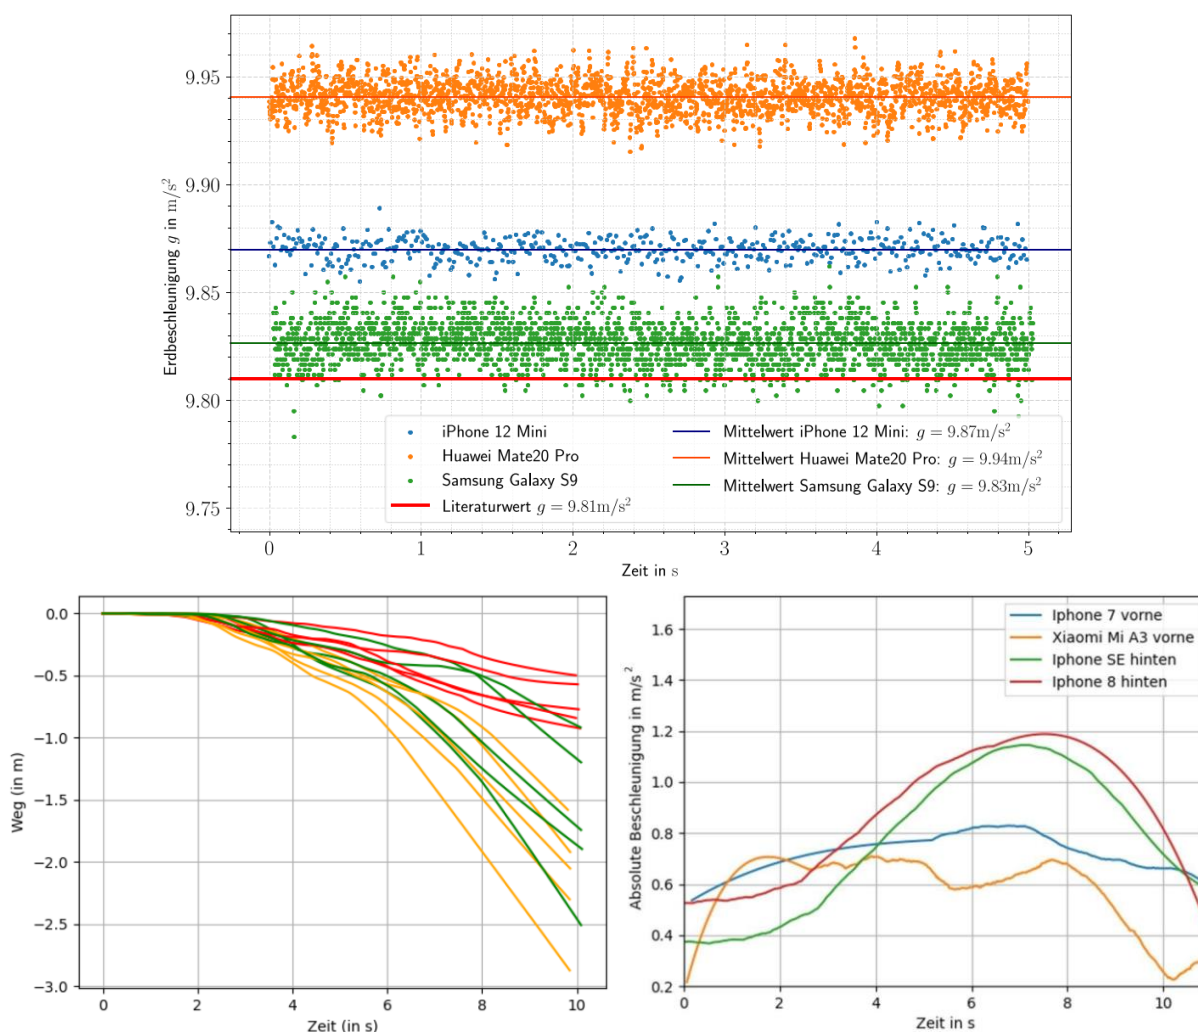 Erdbeschleunigung g in m/s²
9.95
9.90
9.85
9.80
9.75
iPhone 12 Mini
Huawei Mate20 Pro
Samsung Galaxy S9
Literaturwert g = 9.81m/s²
Mittelwert iPhone 12 Mini: g = 9.87m/s²
Mittelwert Huawei Mate20 Pro: g = 9.94m/s²
Mittelwert Samsung Galaxy S9: g = 9.83m/s²
0 1 2 3 4 5
Zeit in s
Weg (in m)
0.0
−0.5
−1.0
−1.5
−2.0
−2.5
−3.0
0 2 4 6 8 10
Zeit (in s)
Absolute Beschleunigung in m/s²
1.6
1.4
1.2
1.0
0.8
0.6
0.4
0.2
Iphone 7 vorne
Xiaomi Mi A3 vorne
Iphone SE hinten
Iphone 8 hinten
0 2 4 6 8 10
Zeit in s